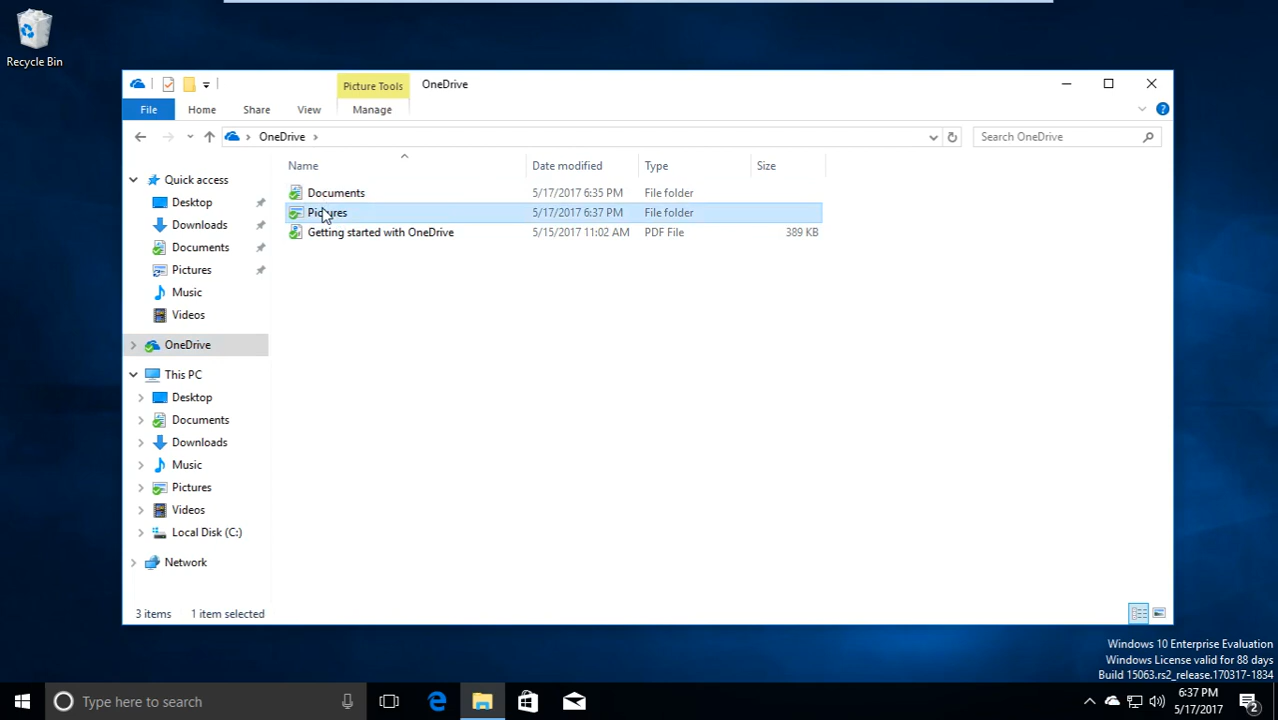 Recycle Bin
Picture Tools OneDrive
File Home Share View Manage
OneDrive
Search OneDrive
Name Date modified Type Size
Documents 5/17/2017 6:35 PM File folder
Pictures 5/17/2017 6:37 PM File folder
Getting started with OneDrive 5/15/2017 11:02 AM PDF File 389 KB
Quick access
Desktop
Downloads
Documents
Pictures
Music
Videos
OneDrive
This PC
Desktop
Documents
Downloads
Music
Pictures
Videos
Local Disk (C:)
Network
3 items 1 item selected
Windows 10 Enterprise Evaluation
Windows License valid for 88 days
Build 15063.rs2_release.170317-1834
Type here to search
6:37 PM
5/17/2017
2